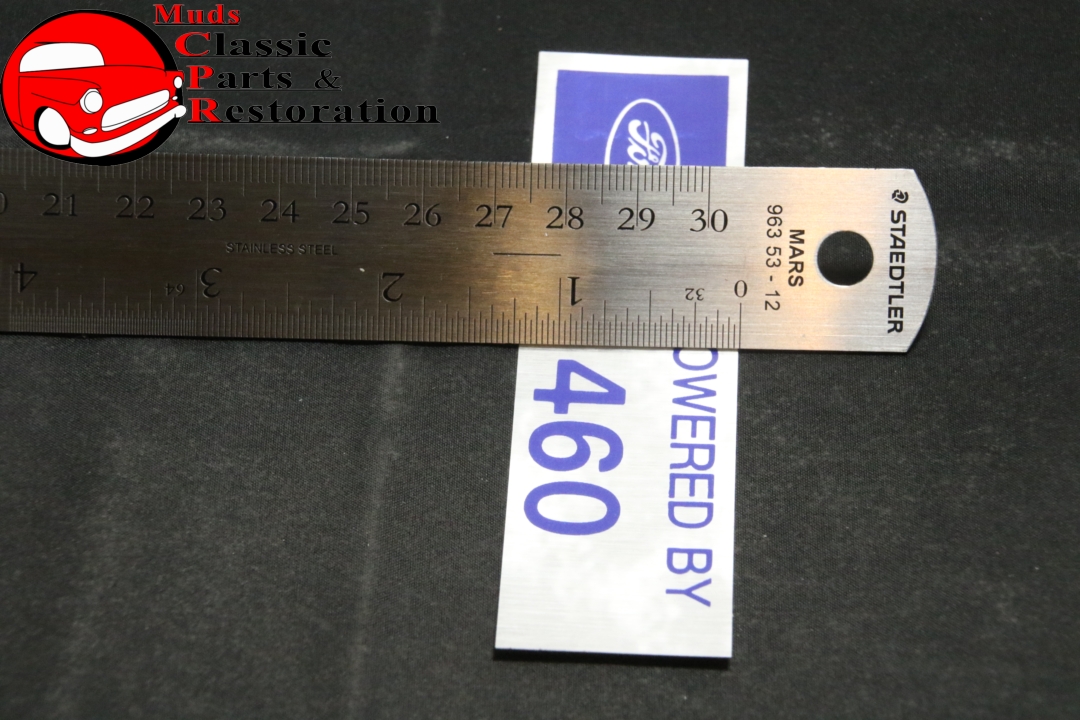 Muds
Classic
Parts &
Restoration
Ford
21 22 23 24 25 26 27 28 29 30
STAINLESS STEEL
4 3 2 1 0
64
32
MARS
963 53 - 12
STAEDTLER
OWERED BY
460